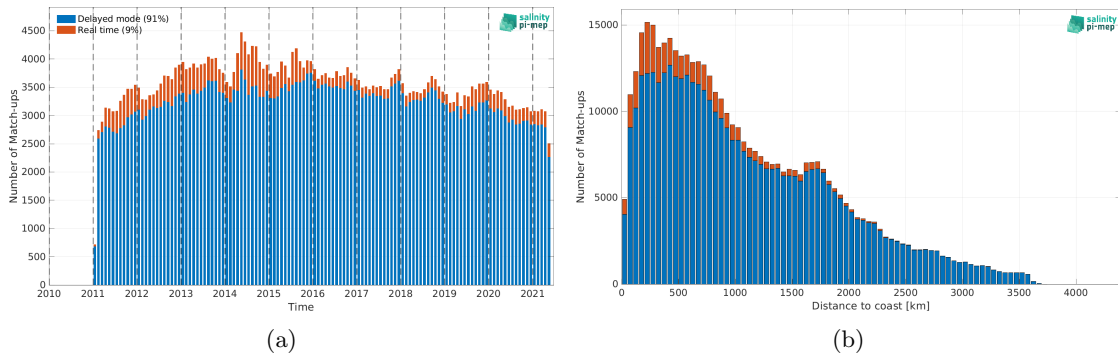 Delayed mode (91%)
Real time (9%)
salinity
pi-mep
Number of Match-ups
4500
4000
3500
3000
2500
2000
1500
1000
500
0
2010 2011 2012 2013 2014 2015 2016 2017 2018 2019 2020 2021
Time
(a)
salinity
pi-mep
Number of Match-ups
15000
10000
5000
0
0 500 1000 1500 2000 2500 3000 3500 4000
Distance to coast [km]
(b)